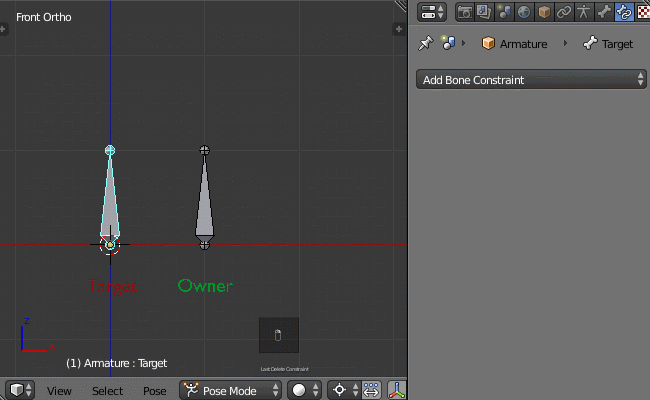 Front Ortho
Armature
Target
Add Bone Constraint
Target
Owner
z
x
Last Delete Constraint
(1) Armature : Target
View
Select
Pose
Pose Mode